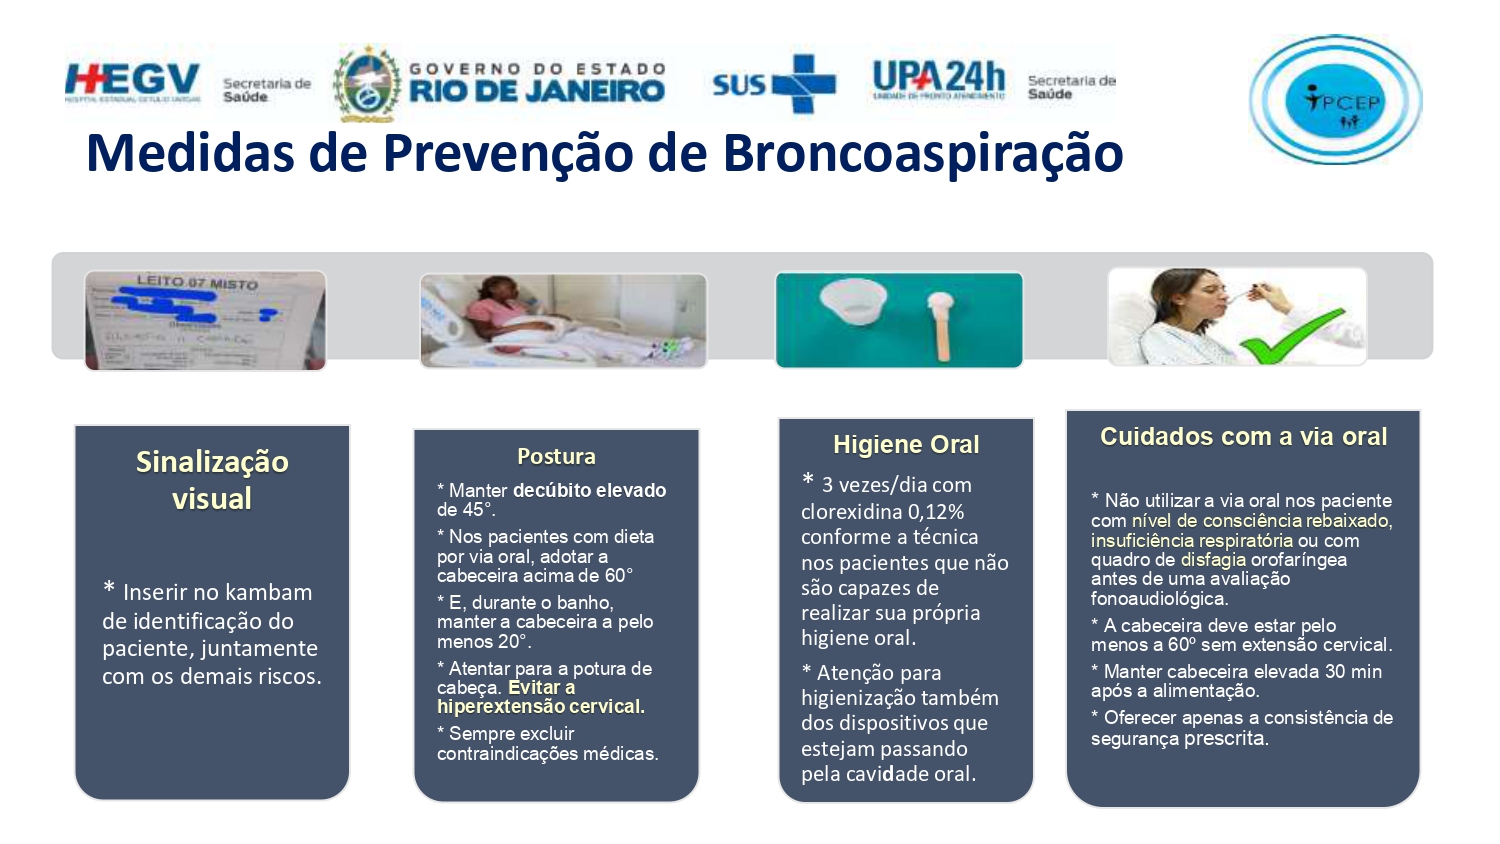 HEGV
HOSPITAL ESTADUAL GETULIO VARGAS
Secretaria de
Saúde
GOVERNO DO ESTADO
RIO DE JANEIRO
SUS
UPA 24h
UNIDADE DE PRONTO ATENDIMENTO
Secretaria de
Saúde
PCEP
Medidas de Prevenção de Broncoaspiração
LEITO 07 MISTO
Sinalização
visual
* Inserir no kambam
de identificação do
paciente, juntamente
com os demais riscos.
Postura
* Manter decúbito elevado
de 45°.
* Nos pacientes com dieta
por via oral, adotar a
cabeceira acima de 60°
* E, durante o banho,
manter a cabeceira a pelo
menos 20°.
* Atentar para a potura de
cabeça. Evitar a
hiperextensão cervical.
* Sempre excluir
contraindicações médicas.
Higiene Oral
* 3 vezes/dia com
clorexidina 0,12%
conforme a técnica
nos pacientes que não
são capazes de
realizar sua própria
higiene oral.
* Atenção para
higienização também
dos dispositivos que
estejam passando
pela cavidade oral.
Cuidados com a via oral
* Não utilizar a via oral nos paciente
com nível de consciência rebaixado,
insuficiência respiratória ou com
quadro de disfagia orofaríngea
antes de uma avaliação
fonoaudiológica.
* A cabeceira deve estar pelo
menos a 60º sem extensão cervical.
* Manter cabeceira elevada 30 min
após a alimentação.
* Oferecer apenas a consistência de
segurança prescrita.